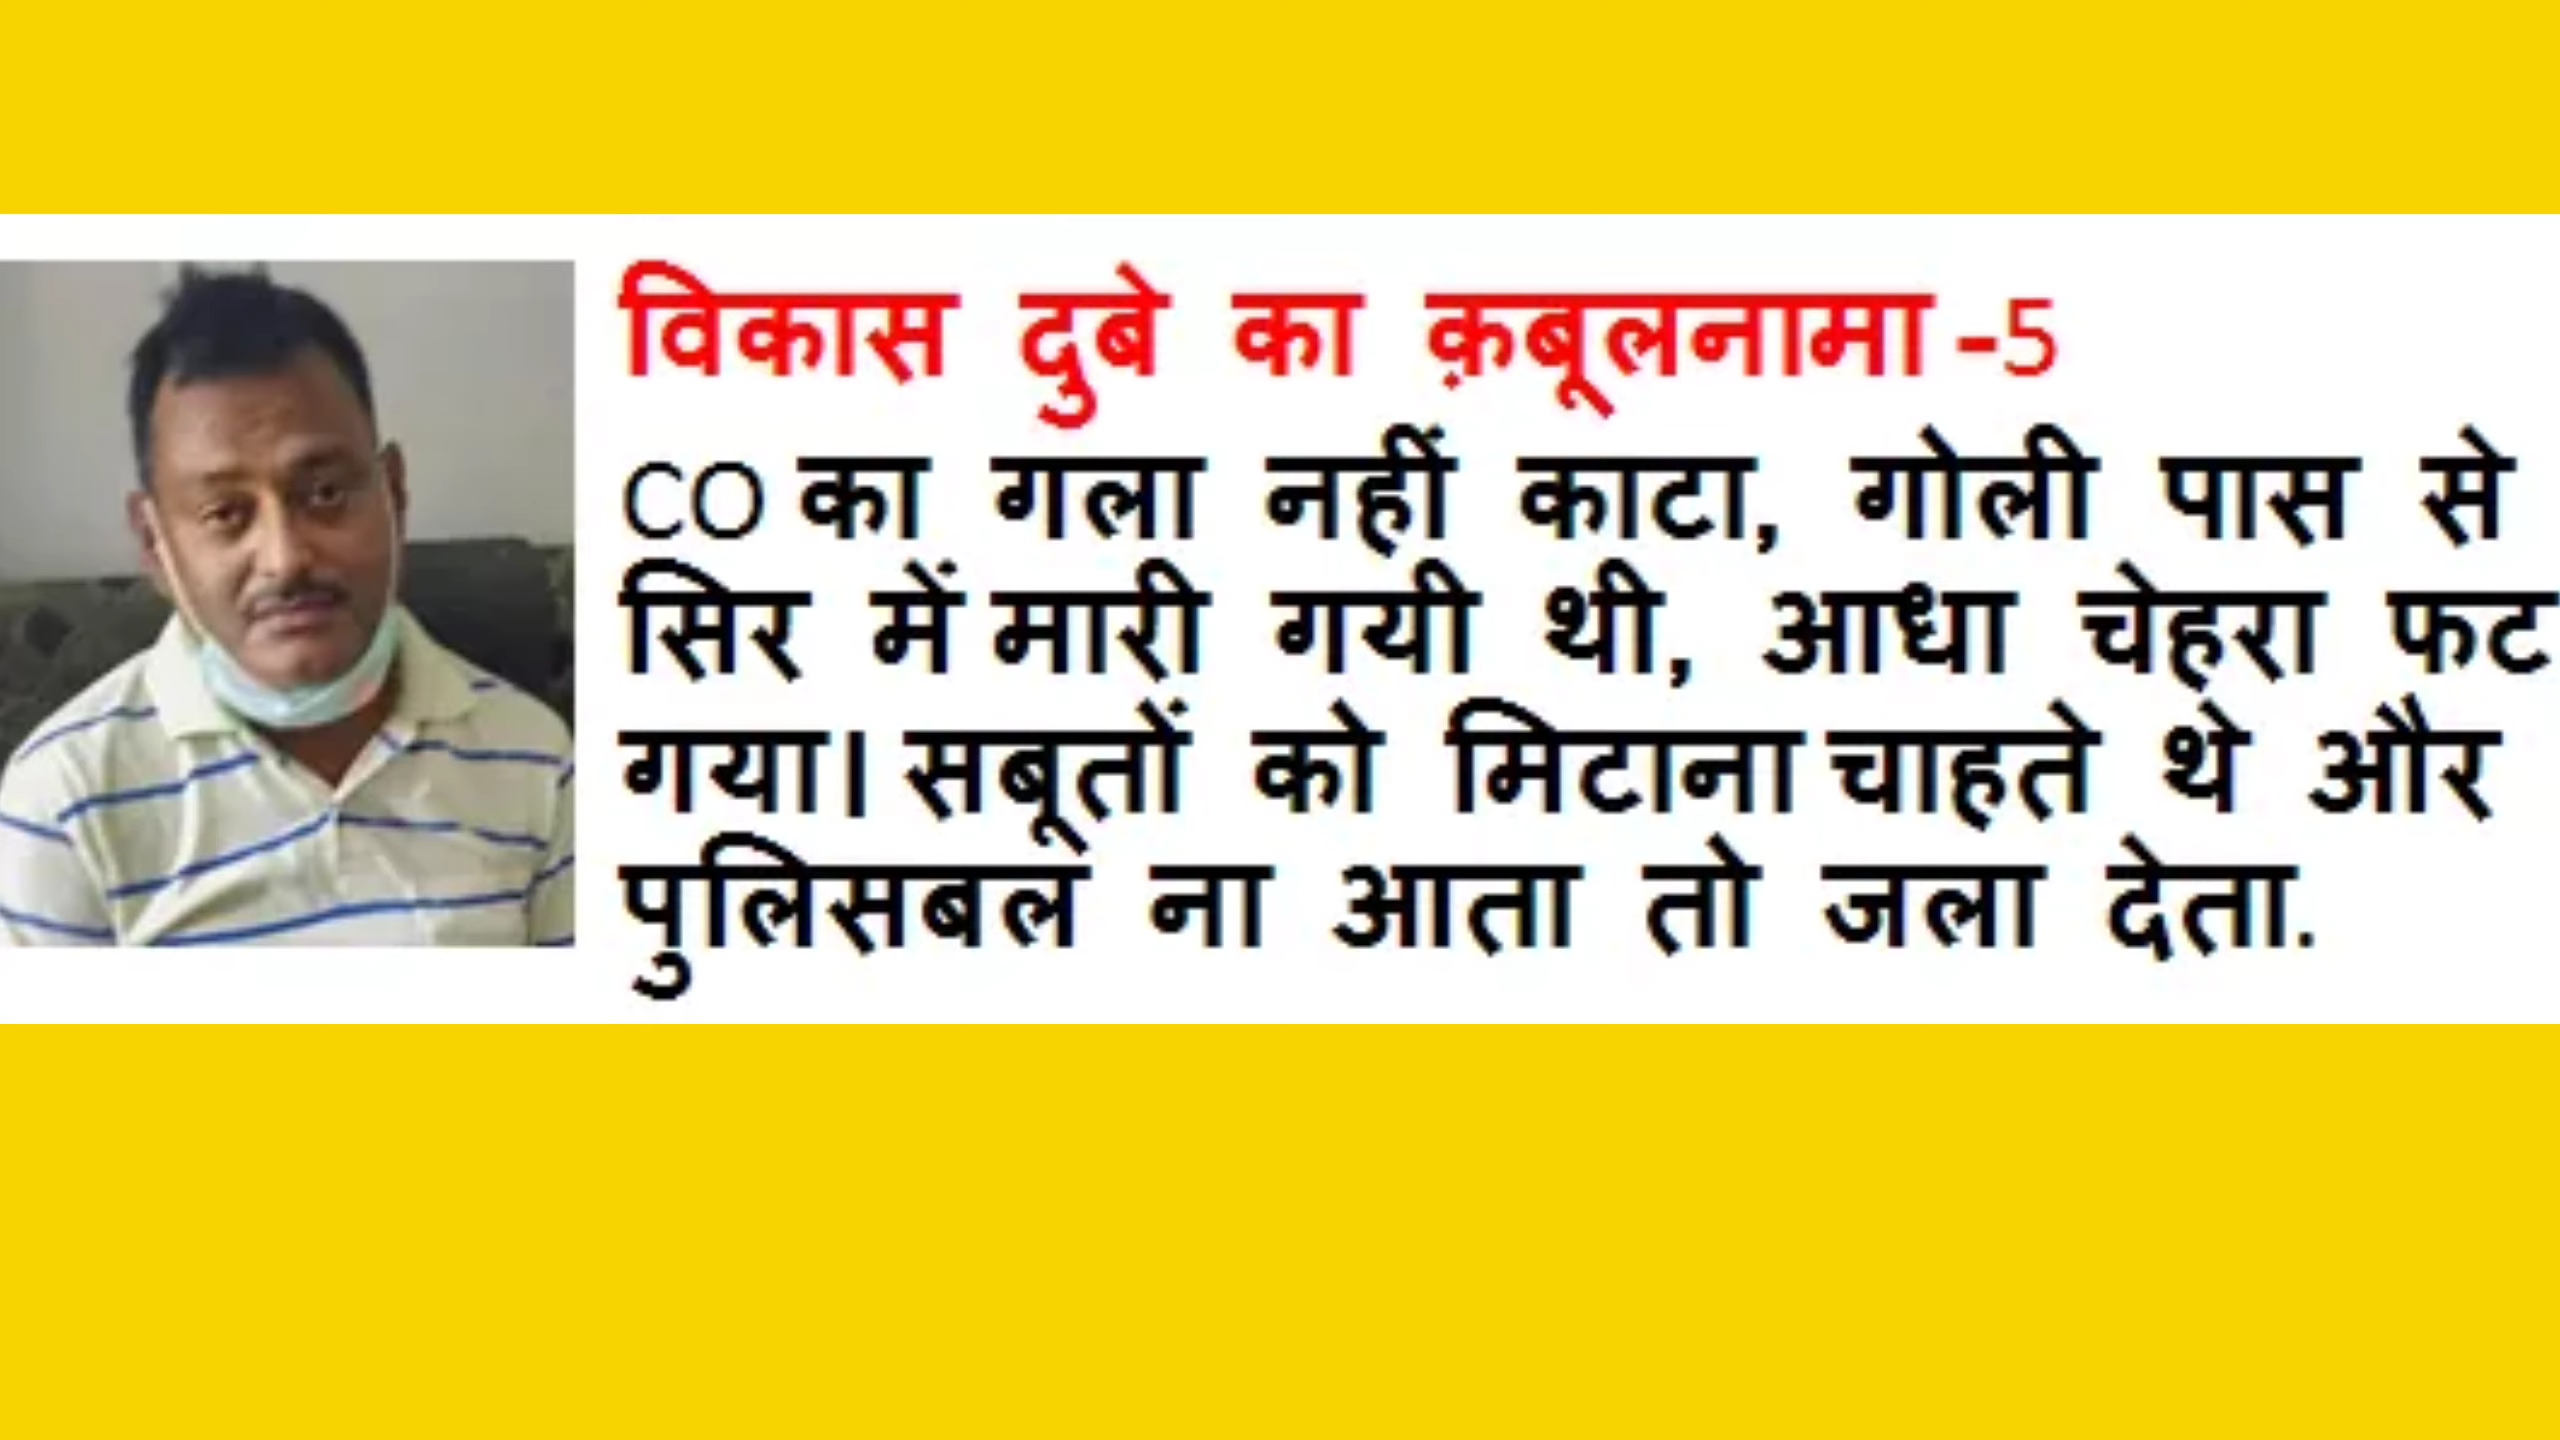 विकास दुबे का क़बूलनामा -5
CO का गला नहीं काटा, गोली पास से
सिर में मारी गयी थी, आधा चेहरा फट
गया। सबूतों को मिटाना चाहते थे और
पुलिसबल ना आता तो जला देता.